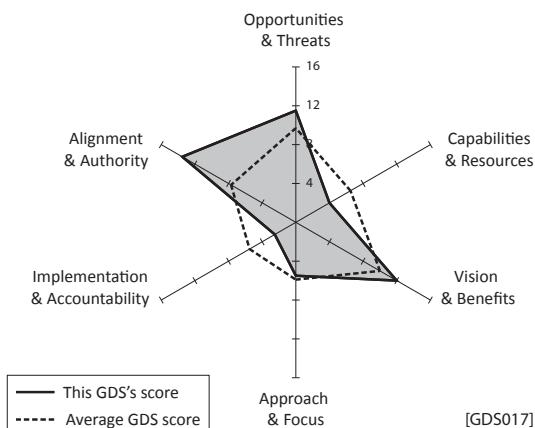 Opportunities
& Threats
16
12
8
4
Alignment
& Authority
Capabilities
& Resources
Implementation
& Accountability
Vision
& Benefits
Approach
& Focus
This GDS's score
Average GDS score
[GDS017]